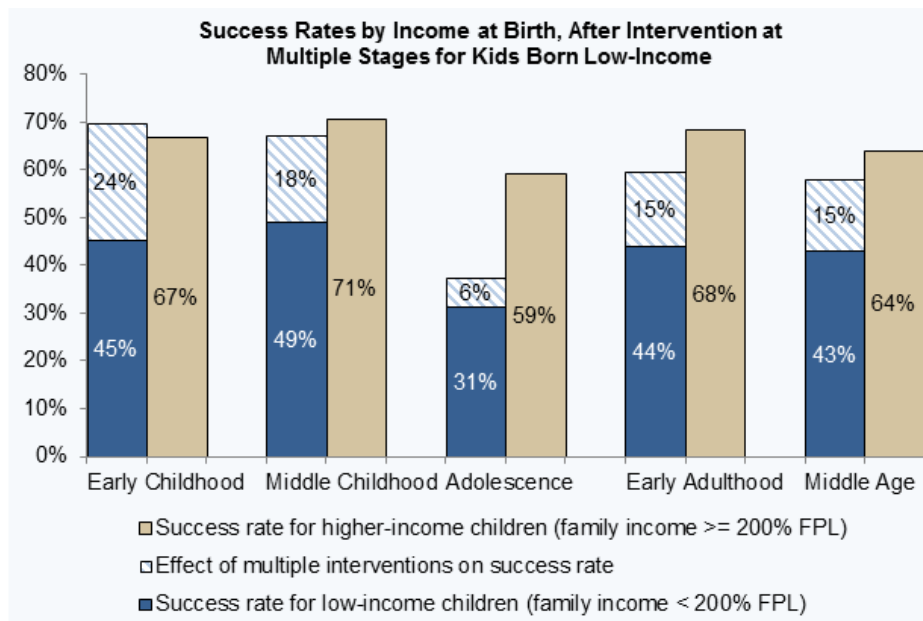 Success Rates by Income at Birth, After Intervention at
Multiple Stages for Kids Born Low-Income
80%
70%
60%
50%
40%
30%
20%
10%
0%
24%
45%
67%
18%
49%
71%
6%
31%
59%
15%
44%
68%
15%
43%
64%
Early Childhood
Middle Childhood
Adolescence
Early Adulthood
Middle Age
Success rate for higher-income children (family income >= 200% FPL)
Effect of multiple interventions on success rate
Success rate for low-income children (family income < 200% FPL)